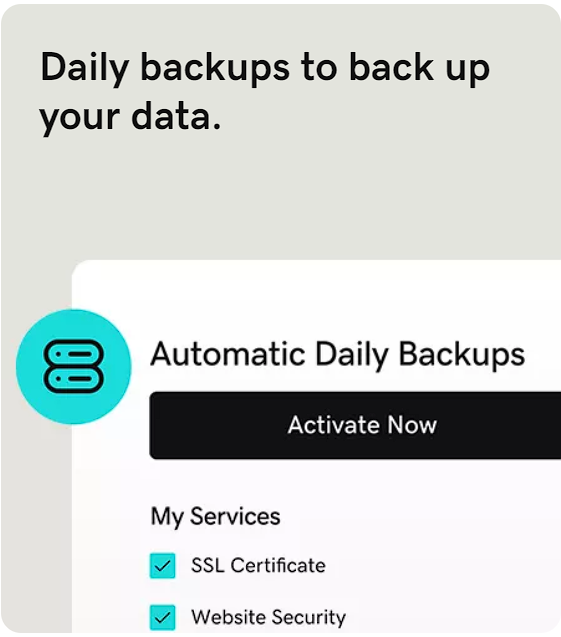 Daily backups to back up
your data.
Automatic Daily Backups
Activate Now
My Services
SSL Certificate
Website Security